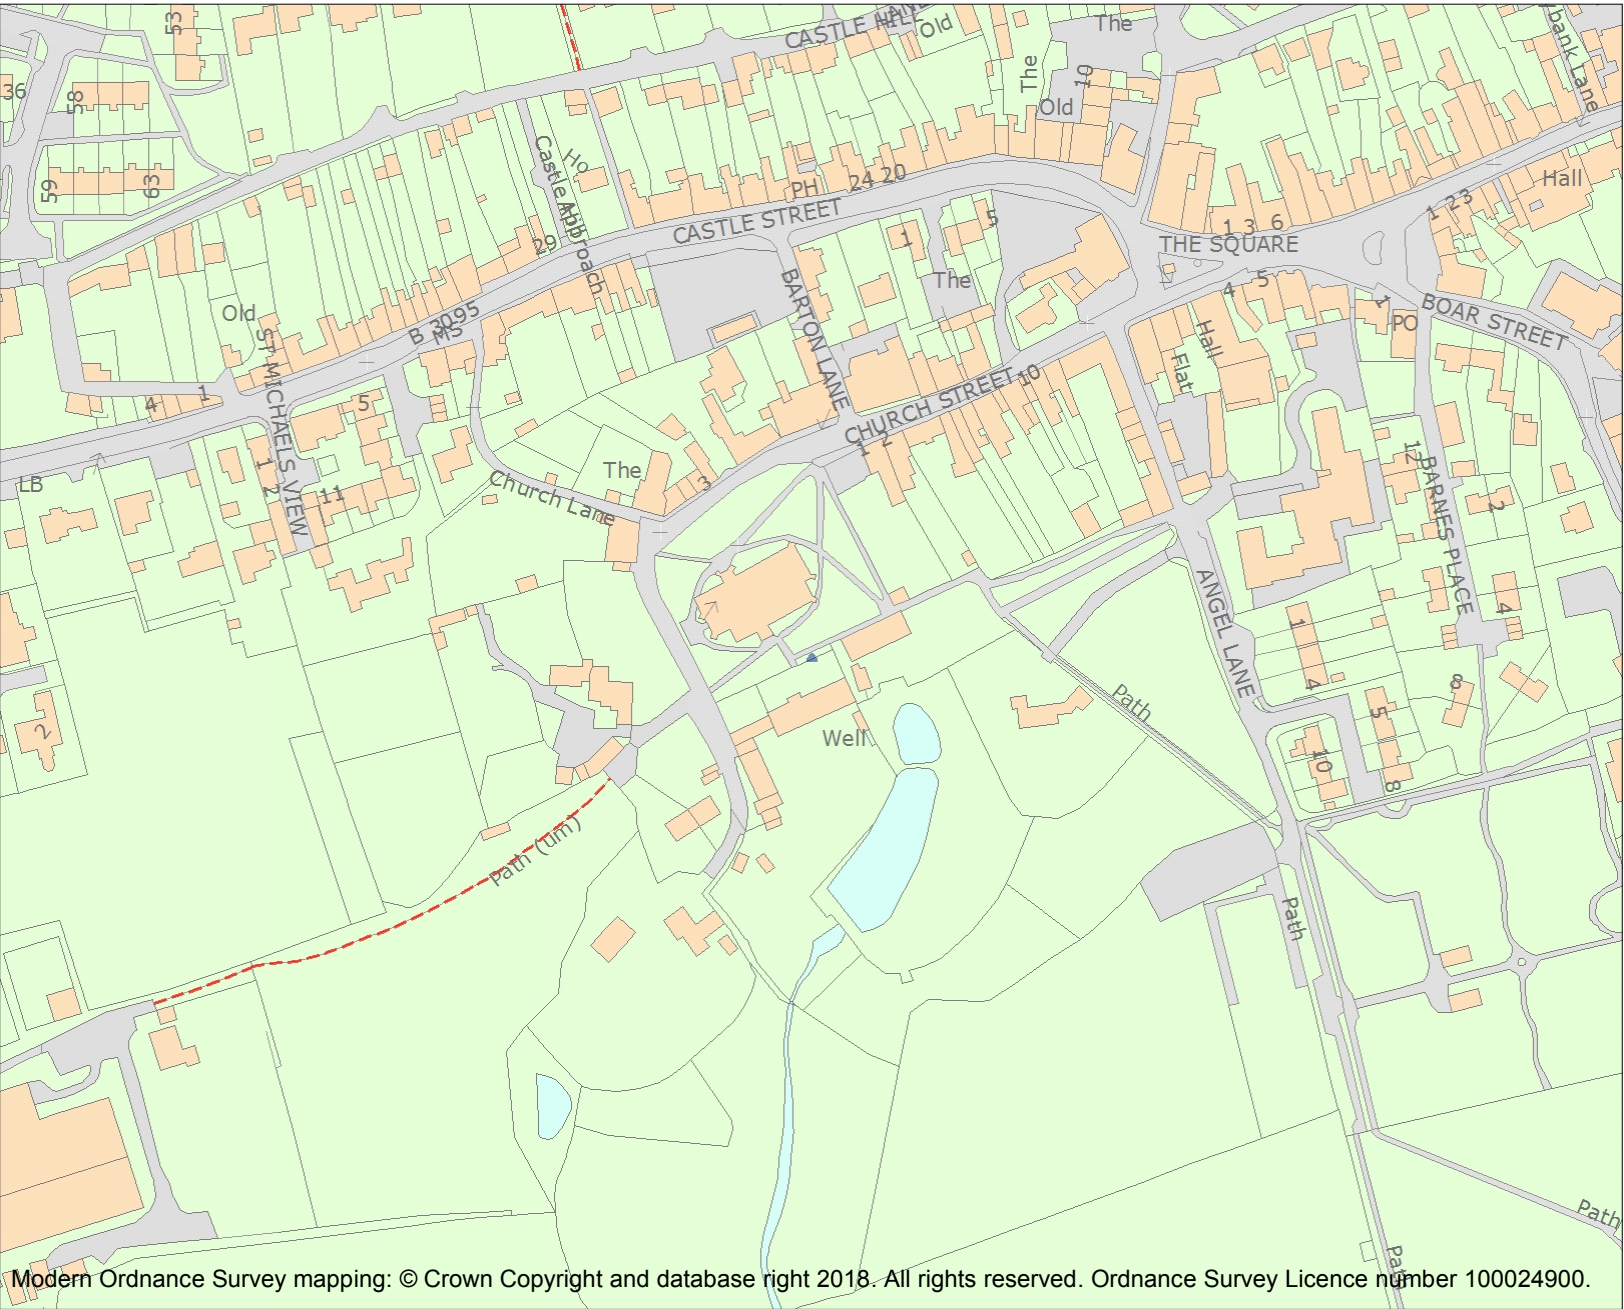 53
CASTLE HILL
LANE
Old
The
bank Lane
36
58
The
10
Old
59
63
Ho
Castle Approach
PH
24 20
Hall
CASTLE STREET
5
1
1 3 6
1 2 3
THE SQUARE
29
The
4
5
1
PO
BOAR STREET
Old
B 3095
MS
BARTON LANE
Hall
Flat
ST MICHAELS VIEW
4
1
5
CHURCH STREET
10
1
2
LB
1
2
11
The
3
Church Lane
12
BARNES PLACE
2
4
ANGEL LANE
1
4
8
2
Path
Well
5
10
8
Path (um)
Path
Path
Path
Modern Ordnance Survey mapping: © Crown Copyright and database right 2018. All rights reserved. Ordnance Survey Licence number 100024900.